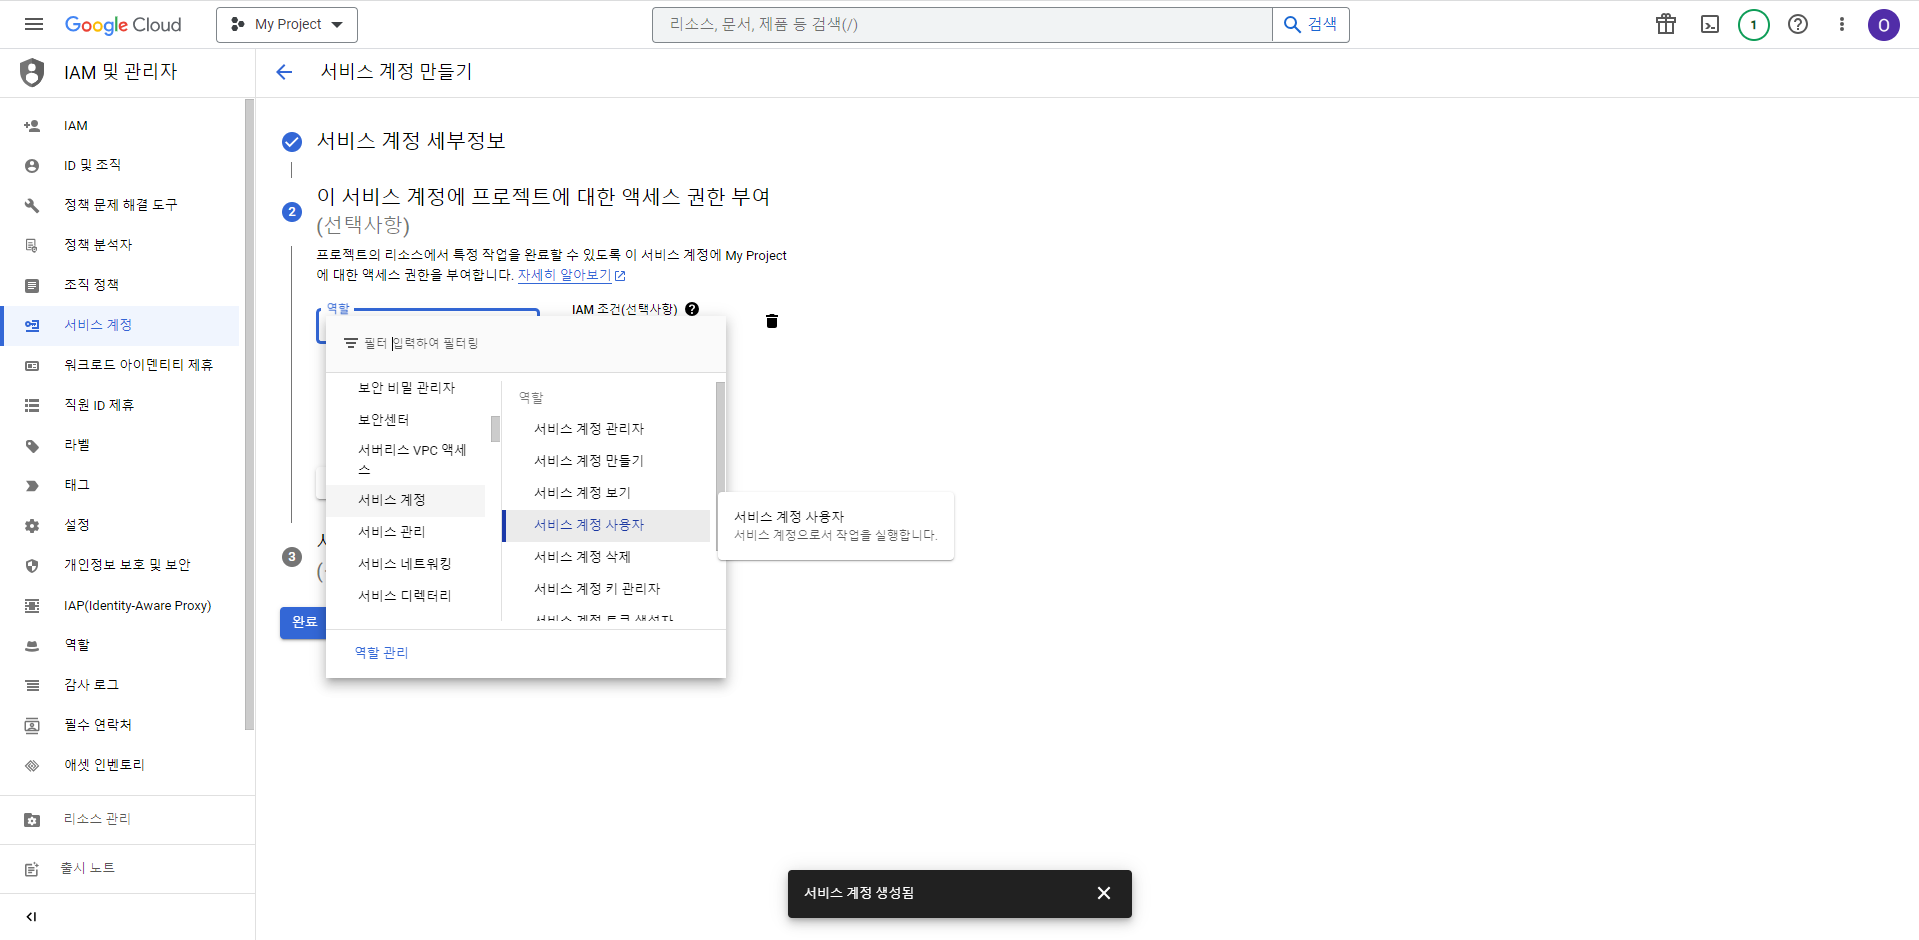 Google Cloud
My Project
리소스, 문서, 제품 등 검색(/)
검색
1
O
IAM 및 관리자
서비스 계정 만들기
IAM
ID 및 조직
정책 문제 해결 도구
정책 분석자
조직 정책
서비스 계정
워크로드 아이덴티티 제휴
직원 ID 제휴
라벨
태그
설정
개인정보 보호 및 보안
IAP(Identity-Aware Proxy)
역할
감사 로그
필수 연락처
애셋 인벤토리
리소스 관리
출시 노트
서비스 계정 세부정보
2
이 서비스 계정에 프로젝트에 대한 액세스 권한 부여
(선택사항)
프로젝트의 리소스에서 특정 작업을 완료할 수 있도록 이 서비스 계정에 My Project
에 대한 액세스 권한을 부여합니다. 자세히 알아보기
역할
IAM 조건(선택사항)
필터 입력하여 필터링
보안 비밀 관리자
보안센터
서버리스 VPC 액세
스
서비스 계정
서비스 관리
서비스 네트워킹
서비스 디렉터리
역할
서비스 계정 관리자
서비스 계정 만들기
서비스 계정 보기
서비스 계정 사용자
서비스 계정 삭제
서비스 계정 키 관리자
서비스 계정 토큰 생성자
역할 관리
서비스 계정 사용자
서비스 계정으로서 작업을 실행합니다.
3
완료
서비스 계정 생성됨